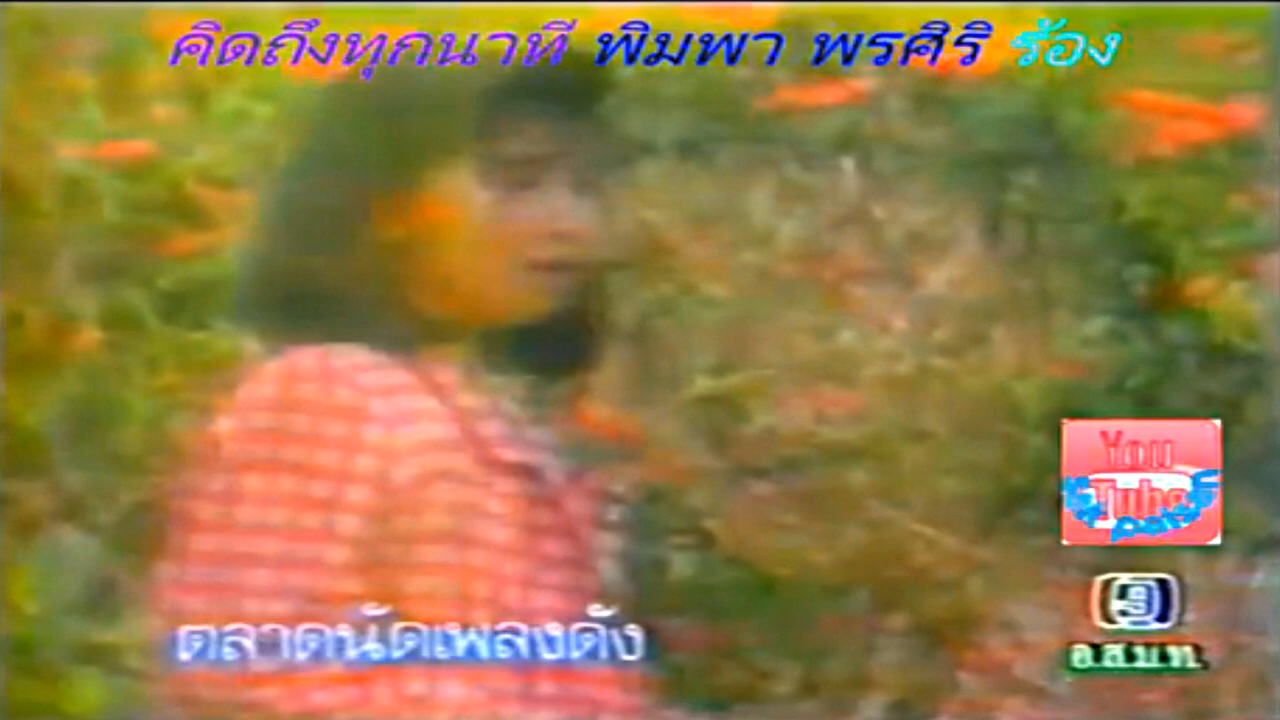 คิดถึงทุกนาที พิมพา พรศิริ ร้อง
You
Tube
3
อ.ส.ม.ท.
ตลาดนัดเพลงดัง